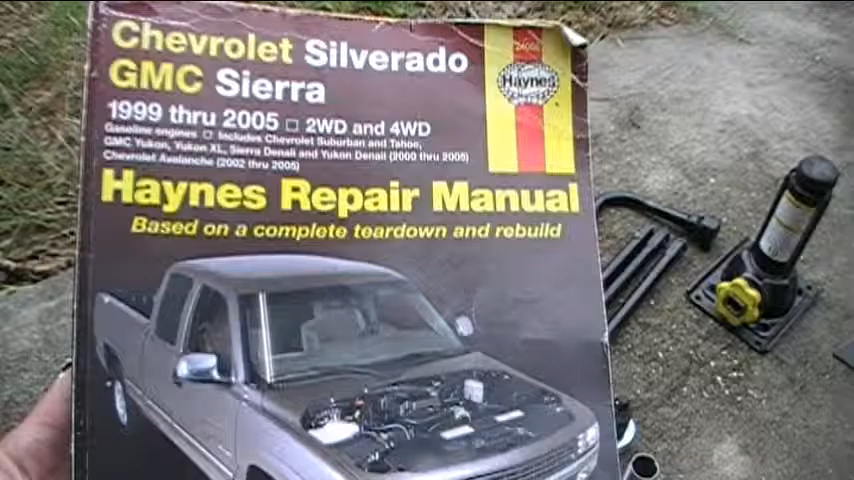 Chevrolet Silverado
GMC Sierra
1999 thru 2005 □ 2WD and 4WD
Gasoline engines □ Includes Chevrolet Suburban and Tahoe,
GMC Yukon, Yukon XL, Sierra Denali and Yukon Denali (2000 thru 2005)
Chevrolet Avalanche (2002 thru 2005)
Haynes
Haynes Repair Manual
Based on a complete teardown and rebuild